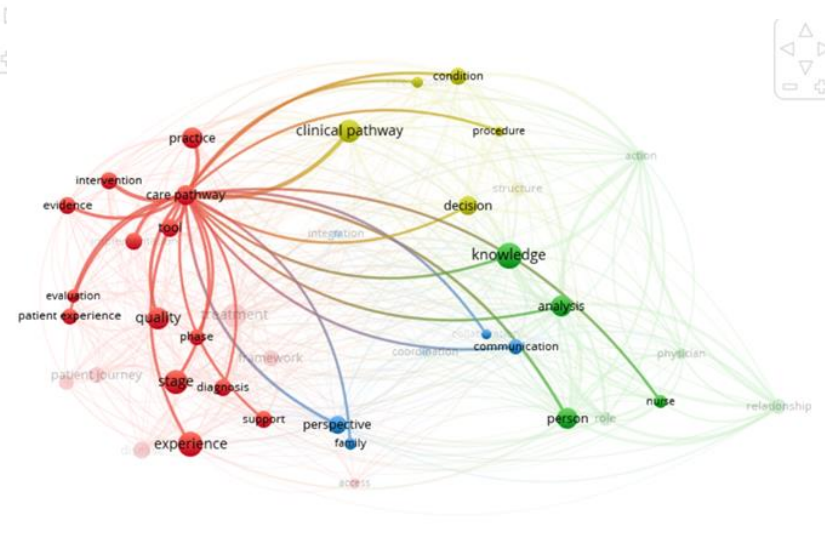 condition
practice
clinical pathway
procedure
action
intervention
structure
care pathway
evidence
decision
tool
integration
knowledge
evaluation
analysis
patient experience
quality
treatment
phase
communication
coordination
physician
framework
patient journey
stage
diagnosis
nurse
relationship
support
person
role
perspective
experience
family
access